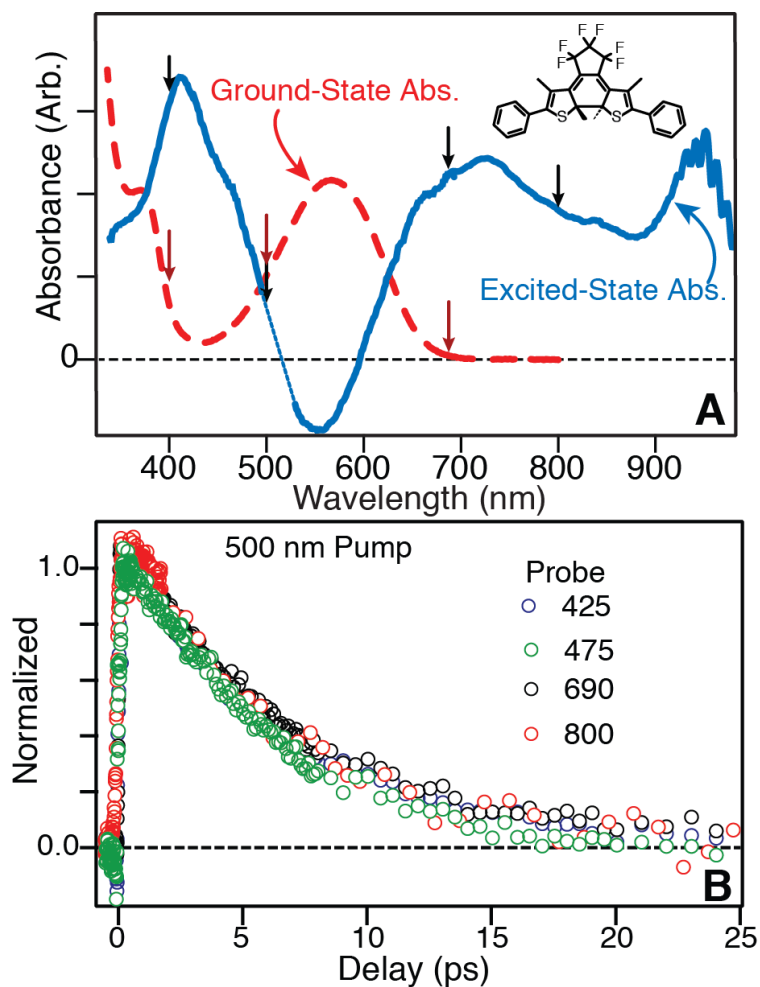 Absorbance (Arb.)
0
Ground-State Abs.
F F
F F
F F
S S
Excited-State Abs.
A
400 500 600 700 800 900
Wavelength (nm)
Normalized
1.0
0.0
500 nm Pump
Probe
425
475
690
800
B
0 5 10 15 20 25
Delay (ps)